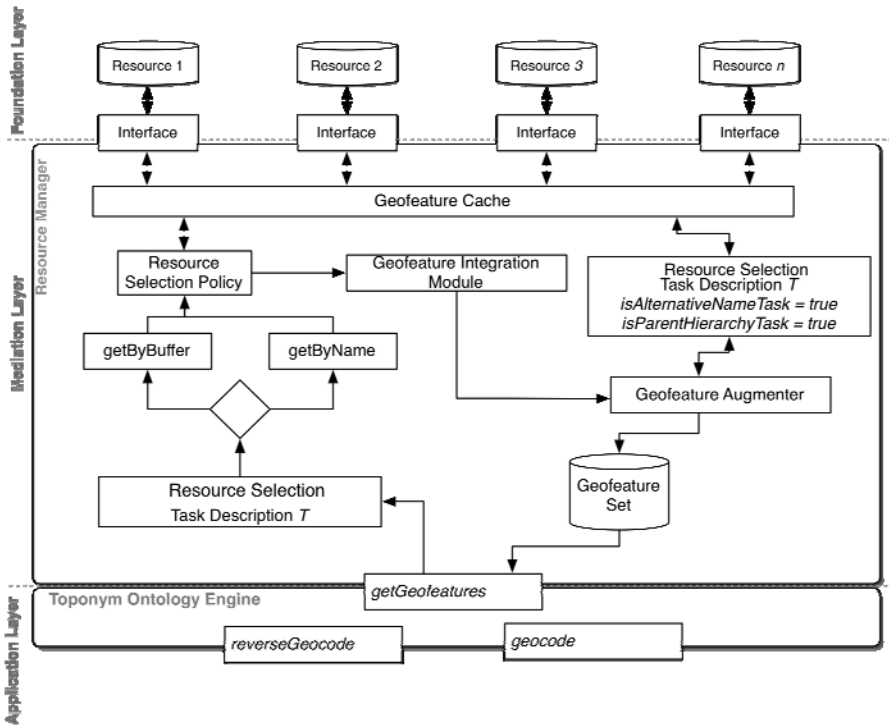 Foundation Layer
Resource 1
Resource 2
Resource 3
Resource n
Interface
Interface
Interface
Interface
Mediation Layer
Resource Manager
Geofeature Cache
Resource
Selection Policy
Geofeature Integration
Module
Resource Selection
Task Description T
isAlternativeNameTask = true
isParentHierarchyTask = true
getByBuffer
getByName
Geofeature Augmenter
Resource Selection
Task Description T
Geofeature
Set
getGeofeatures
Application Layer
Toponym Ontology Engine
reverseGeocode
geocode